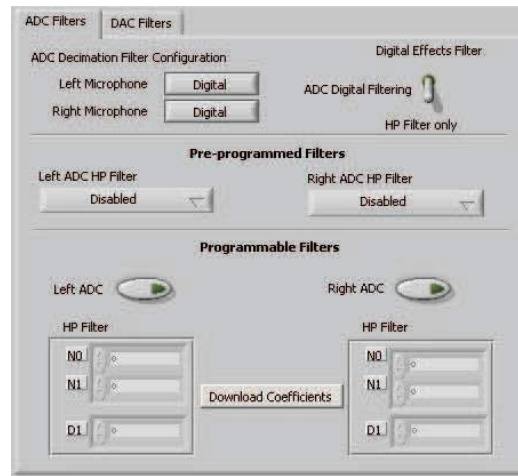 ADC Filters DAC Filters
ADC Decimation Filter Configuration
Left Microphone Digital
Right Microphone Digital
Digital Effects Filter
ADC Digital Filtering
HP Filter only
Pre-programmed Filters
Left ADC HP Filter
Disabled
Right ADC HP Filter
Disabled
Programmable Filters
Left ADC
Right ADC
HP Filter
N0 0
N1 0
D1 0
Download Coefficients
HP Filter
N0 0
N1 0
D1 0